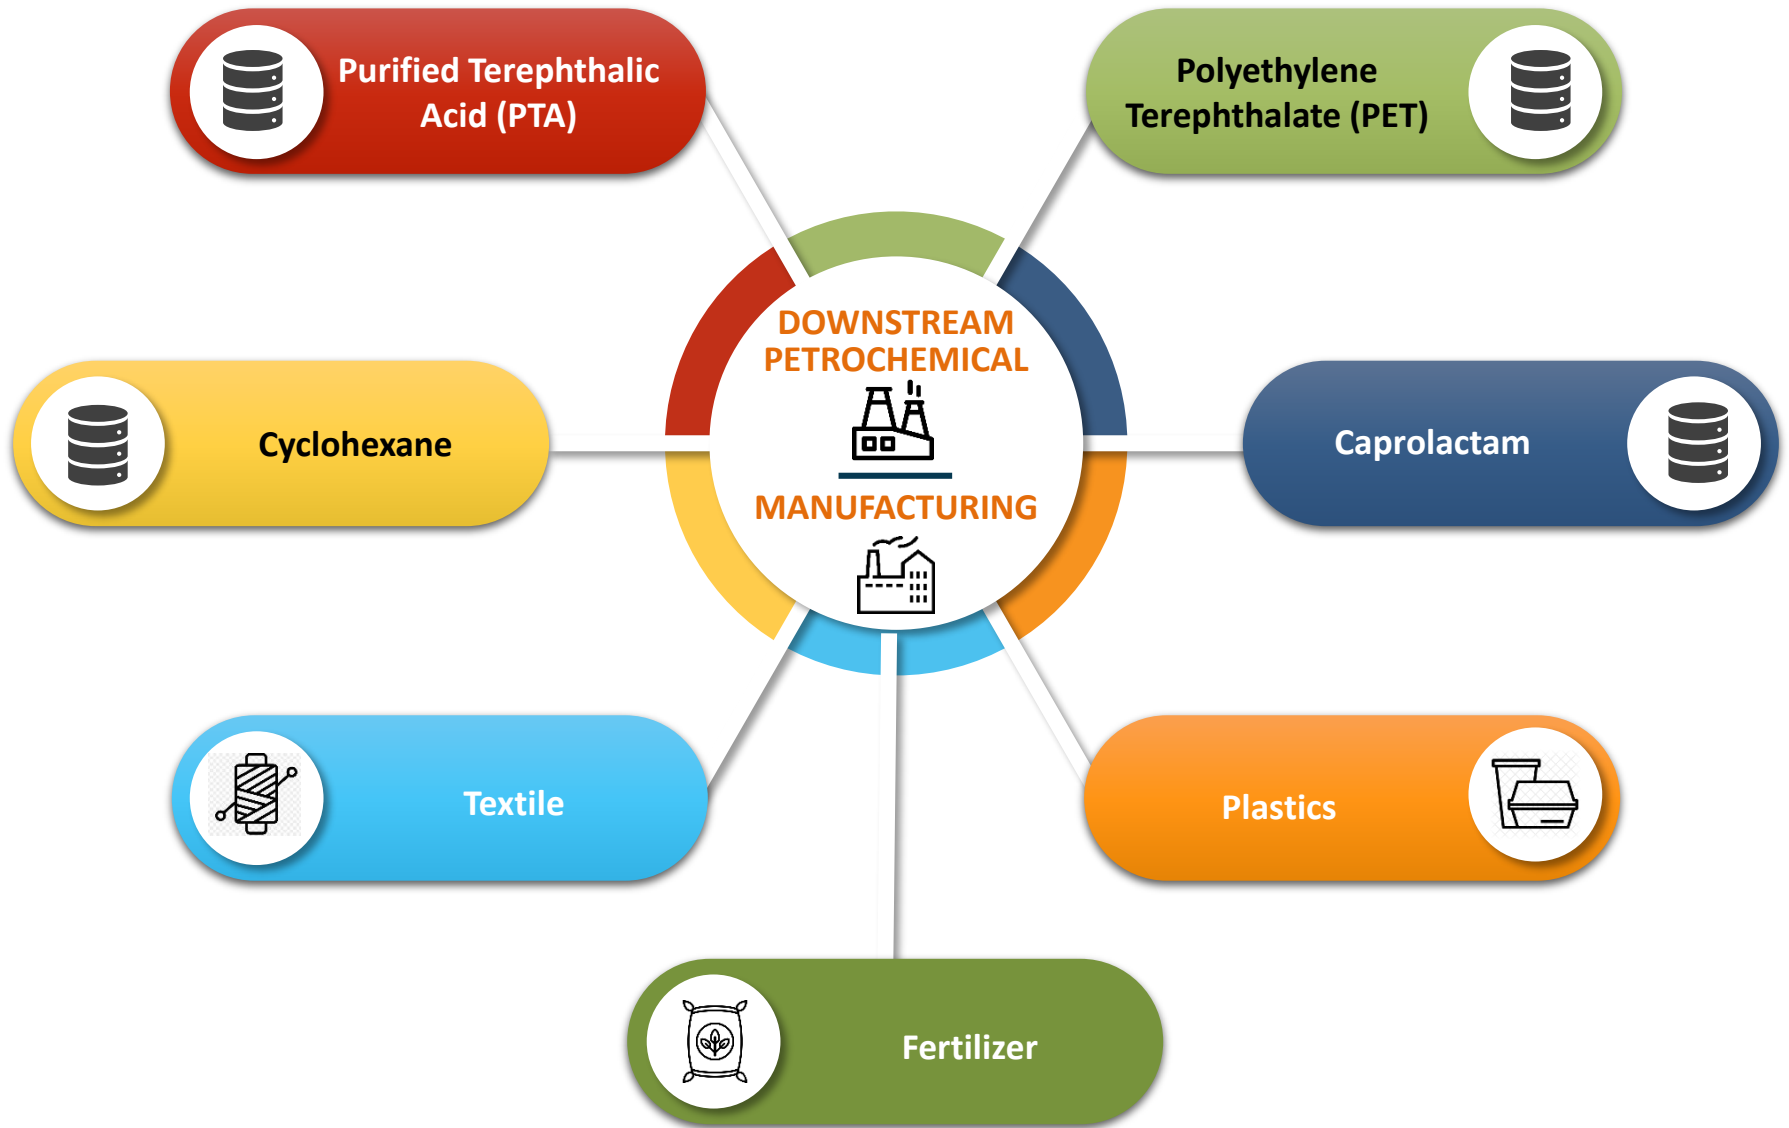 Purified Terephthalic
Acid (PTA)
Polyethylene
Terephthalate (PET)
DOWNSTREAM
PETROCHEMICAL
MANUFACTURING
Cyclohexane
Caprolactam
Textile
Plastics
Fertilizer